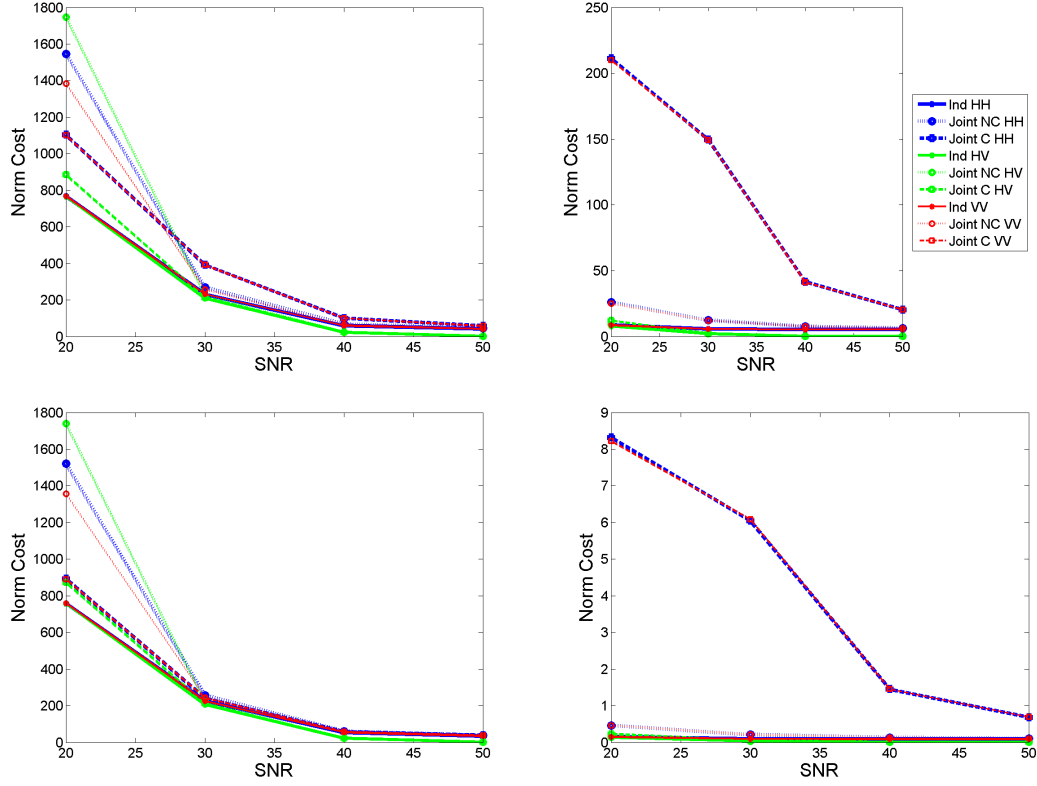 1800
1600
1400
1200
1000
800
600
400
200
0
Norm Cost
20 25 30 35 40 45 50
SNR
250
200
150
100
50
0
Norm Cost
20 25 30 35 40 45 50
SNR
Ind HH
Joint NC HH
Joint C HH
Ind HV
Joint NC HV
Joint C HV
Ind VV
Joint NC VV
Joint C VV
1800
1600
1400
1200
1000
800
600
400
200
0
Norm Cost
20 25 30 35 40 45 50
SNR
9
8
7
6
5
4
3
2
1
0
Norm Cost
20 25 30 35 40 45 50
SNR